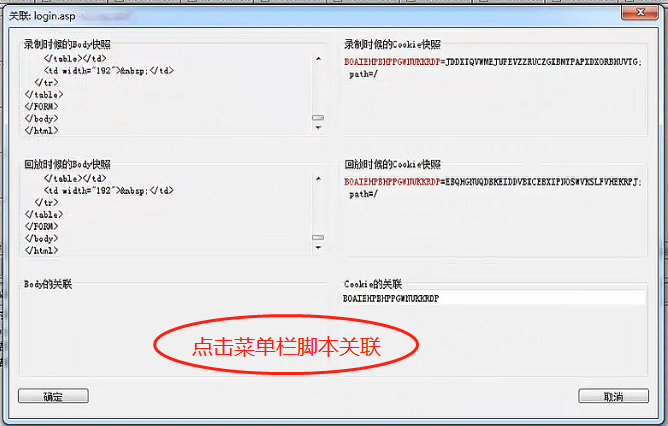 关联: login.asp
录制时候的Body快照
</table></td>
<td width="192">&nbsp;</td>
</tr>
</table>
</FORM>
</body>
</html>
录制时候的Cookie快照
BOAIEHPBHPPGWNUKKRDP=JDDXIQVWMEJUFEVZZRUCZGXBMYPAPXDXORBHUVTG;
path=/
回放时候的Body快照
</table></td>
<td width="192">&nbsp;</td>
</tr>
</table>
</FORM>
</body>
</html>
回放时候的Cookie快照
BOAIEHPBHPPGWNUKKRDP=EBQHGNUQDBKEIDDVBXCEBXIPNOSWVKSLFVHEKRPJ;
path=/
Body的关联
Cookie的关联
BOAIEHPBHPPGWNUKKRDP
点击菜单栏脚本关联
确定
取消